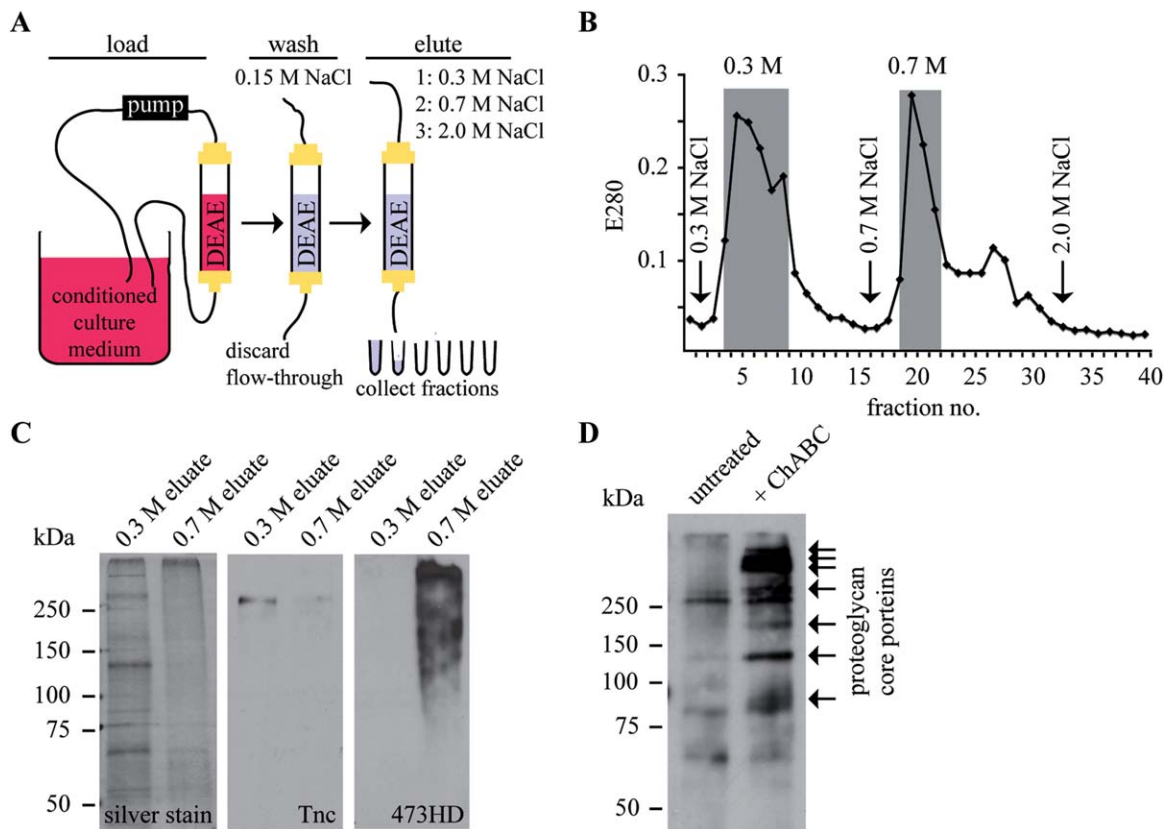 A
load
wash
elute
0.15 M NaCl
1: 0.3 M NaCl
2: 0.7 M NaCl
3: 2.0 M NaCl
pump
DEAE
DEAE
DEAE
conditioned
culture
medium
discard
flow-through
collect fractions
B
0.3 M
0.7 M
0.3
0.2
0.1
E280
0.3 M NaCl
0.7 M NaCl
2.0 M NaCl
5 10 15 20 25 30 35 40
fraction no.
C
0.3 M eluate
0.7 M eluate
0.3 M eluate
0.7 M eluate
0.3 M eluate
0.7 M eluate
kDa
250
150
100
75
50
silver stain
Tnc
473HD
D
untreated
+ ChABC
kDa
250
150
100
75
50
proteoglycan
core porteins